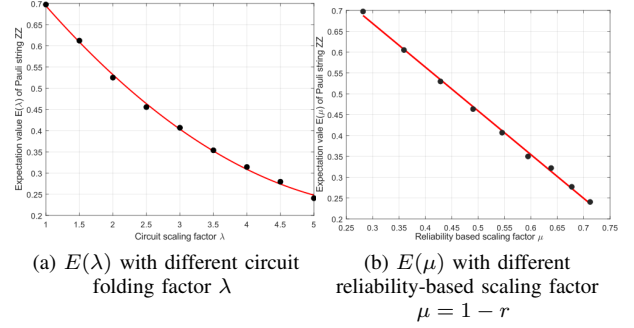 0.7
0.65
0.6
0.55
0.5
0.45
0.4
0.35
0.3
0.25
0.2
Expectation value E(λ) of Pauli string ZZ
1 1.5 2 2.5 3 3.5 4 4.5 5
Circuit scaling factor λ
(a) E(λ) with different circuit
folding factor λ
0.7
0.65
0.6
0.55
0.5
0.45
0.4
0.35
0.3
0.25
0.2
Expectation vale E(μ) of Pauli string ZZ
0.25 0.3 0.35 0.4 0.45 0.5 0.55 0.6 0.65 0.7 0.75
Reliability based scaling factor μ
(b) E(μ) with different
reliability-based scaling factor
μ = 1 − r